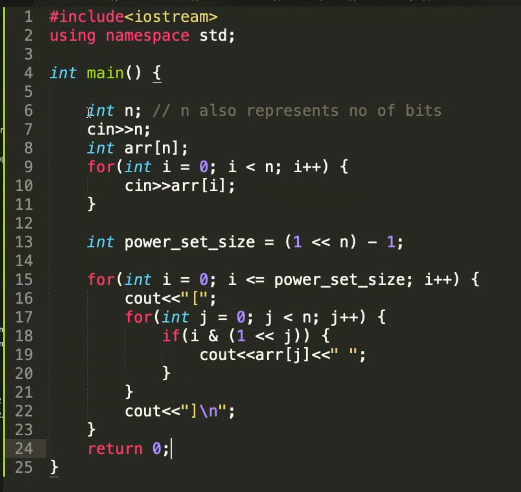 1 #include<iostream>
2 using namespace std;
3
4 int main() {
5
6     int n; // n also represents no of bits
7     cin>>n;
8     int arr[n];
9     for(int i = 0; i < n; i++) {
10         cin>>arr[i];
11     }
12
13     int power_set_size = (1 << n) - 1;
14
15     for(int i = 0; i <= power_set_size; i++) {
16         cout<<"[";
17         for(int j = 0; j < n; j++) {
18             if(i & (1 << j)) {
19                 cout<<arr[j]<<" ";
20             }
21         }
22         cout<<"]\n";
23     }
24     return 0;
25 }